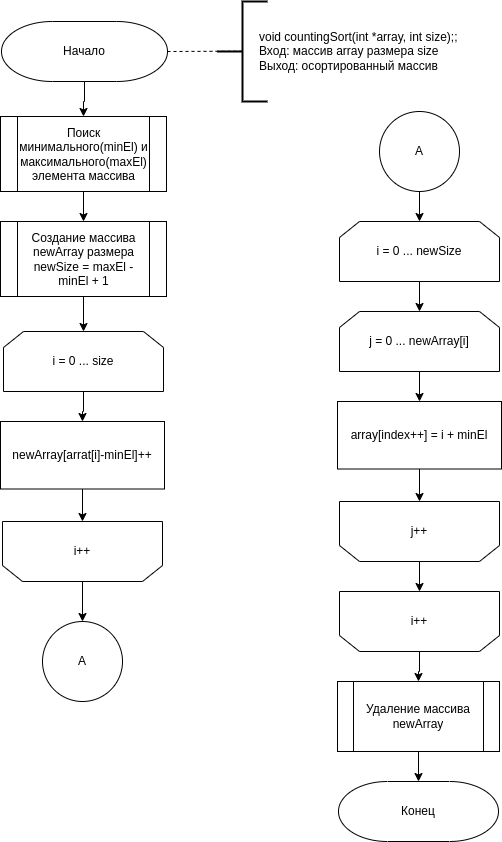 Начало
void countingSort(int *array, int size);;
Вход: массив array размера size
Выход: осортированный массив
Поиск
минимального(minEl) и
максимального(maxEl)
элемента массива
Создание массива
newArray размера
newSize = maxEl -
minEl + 1
i = 0 ... size
newArray[arrat[i]-minEl]++
i++
A
A
i = 0 ... newSize
j = 0 ... newArray[i]
array[index++] = i + minEl
j++
i++
Удаление массива
newArray
Конец